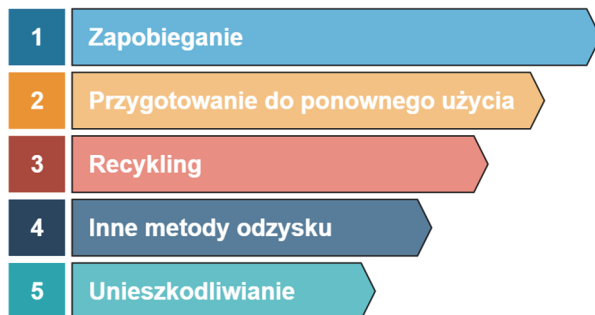 1 Zapobieganie
2 Przygotowanie do ponownego użycia
3 Recykling
4 Inne metody odzysku
5 Unieszkodliwianie